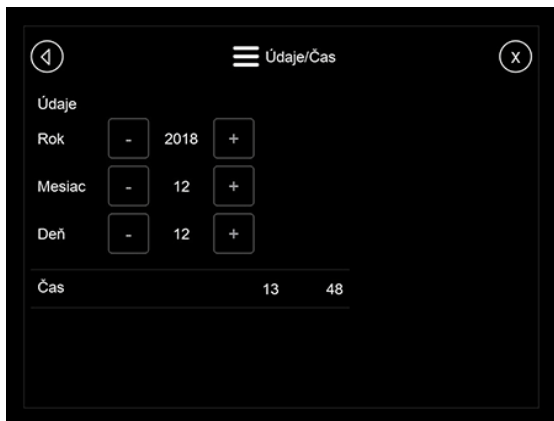 Údaje/Čas X
Údaje
Rok - 2018 +
Mesiac - 12 +
Deň - 12 +
Čas 13 48